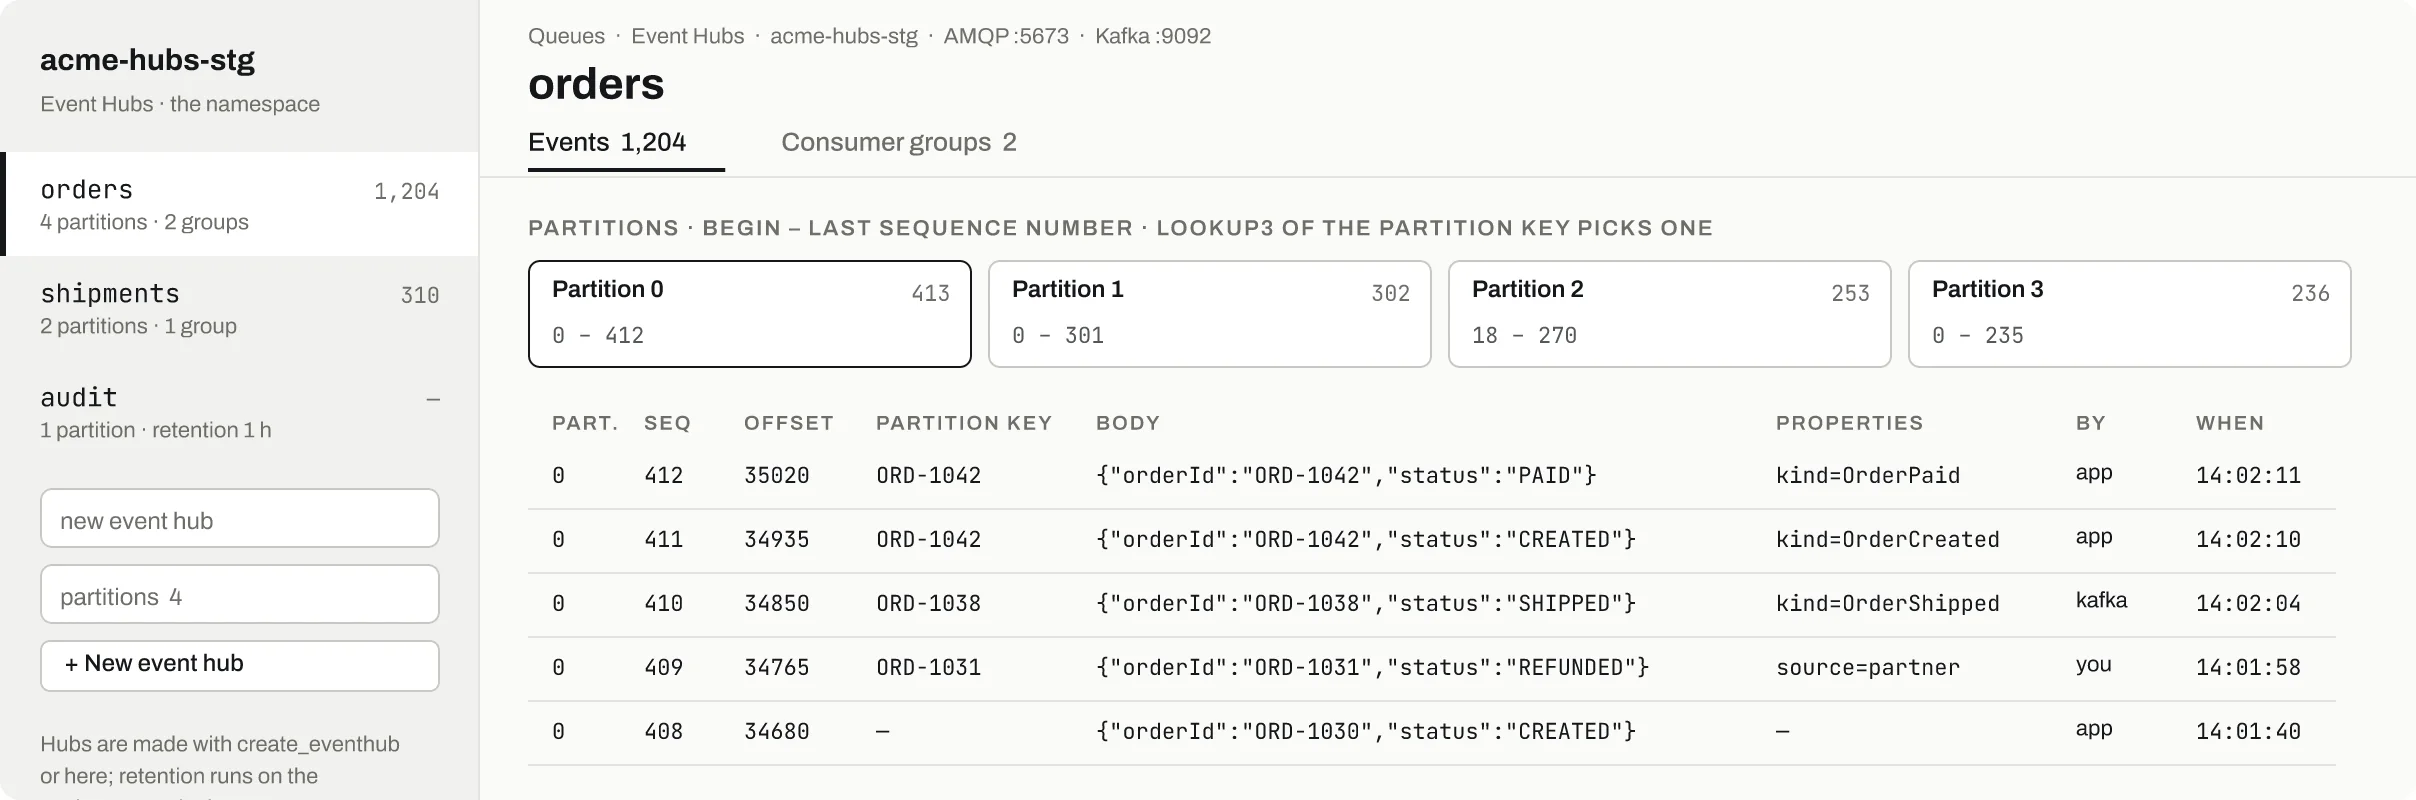 acme-hubs-stg
Event Hubs · the namespace
orders 1,204
4 partitions · 2 groups
shipments 310
2 partitions · 1 group
audit –
1 partition · retention 1 h
new event hub
partitions 4
+ New event hub
Hubs are made with create_eventhub
or here; retention runs on the
Queues · Event Hubs · acme-hubs-stg · AMQP :5673 · Kafka :9092
orders
Events 1,204 Consumer groups 2
PARTITIONS · BEGIN – LAST SEQUENCE NUMBER · LOOKUP3 OF THE PARTITION KEY PICKS ONE
Partition 0 413 Partition 1 302 Partition 2 253 Partition 3 236
0 – 412 0 – 301 18 – 270 0 – 235
PART. SEQ OFFSET PARTITION KEY BODY PROPERTIES BY WHEN
0 412 35020 ORD-1042 {"orderId":"ORD-1042","status":"PAID"} kind=OrderPaid app 14:02:11
0 411 34935 ORD-1042 {"orderId":"ORD-1042","status":"CREATED"} kind=OrderCreated app 14:02:10
0 410 34850 ORD-1038 {"orderId":"ORD-1038","status":"SHIPPED"} kind=OrderShipped kafka 14:02:04
0 409 34765 ORD-1031 {"orderId":"ORD-1031","status":"REFUNDED"} source=partner you 14:01:58
0 408 34680 – {"orderId":"ORD-1030","status":"CREATED"} – app 14:01:40